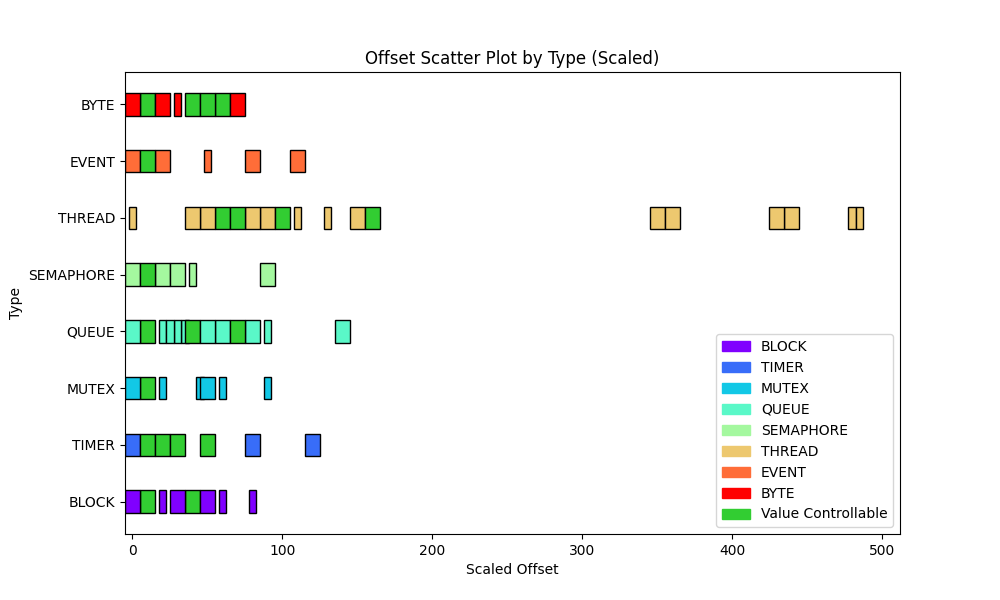 Offset Scatter Plot by Type (Scaled)
Type
BYTE
EVENT
THREAD
SEMAPHORE
QUEUE
MUTEX
TIMER
BLOCK
BLOCK
TIMER
MUTEX
QUEUE
SEMAPHORE
THREAD
EVENT
BYTE
Value Controllable
0 100 200 300 400 500
Scaled Offset